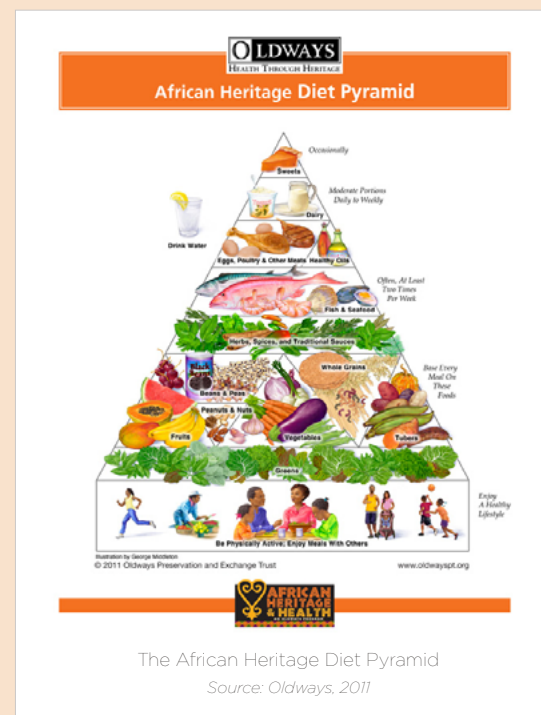 OLDWAYS
HEALTH THROUGH HERITAGE
African Heritage Diet Pyramid
Occasionally
Sweets
Moderate Portions
Daily to Weekly
Dairy
Drink Water
Eggs, Poultry & Other Meats
Healthy Oils
Often, At Least
Two Times
Per Week
Fish & Seafood
Herbs, Spices, and Traditional Sauces
Black
Whole Grains
Base Every
Meal On
These
Foods
Beans & Peas
Peanuts & Nuts
Fruits
Vegetables
Tubers
Greens
Enjoy
A Healthy
Lifestyle
Be Physically Active; Enjoy Meals With Others
Illustration by George Middleton
© 2011 Oldways Preservation and Exchange Trust
www.oldwayspt.org
AFRICAN
HERITAGE
& HEALTH
The African Heritage Diet Pyramid
Source: Oldways, 2011